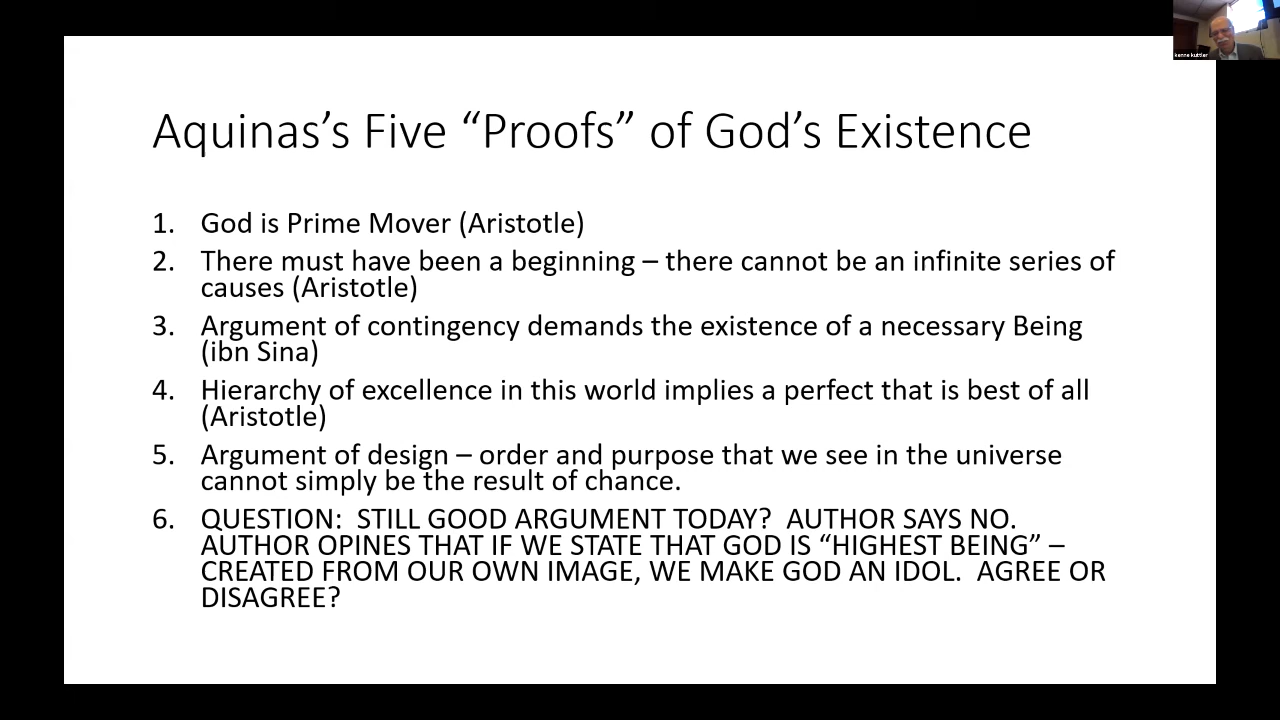 kenne kuttler
Aquinas’s Five “Proofs” of God’s Existence
1. God is Prime Mover (Aristotle)
2. There must have been a beginning – there cannot be an infinite series of
causes (Aristotle)
3. Argument of contingency demands the existence of a necessary Being
(ibn Sina)
4. Hierarchy of excellence in this world implies a perfect that is best of all
(Aristotle)
5. Argument of design – order and purpose that we see in the universe
cannot simply be the result of chance.
6. QUESTION:  STILL GOOD ARGUMENT TODAY?  AUTHOR SAYS NO.
AUTHOR OPINES THAT IF WE STATE THAT GOD IS “HIGHEST BEING” –
CREATED FROM OUR OWN IMAGE, WE MAKE GOD AN IDOL.  AGREE OR
DISAGREE?